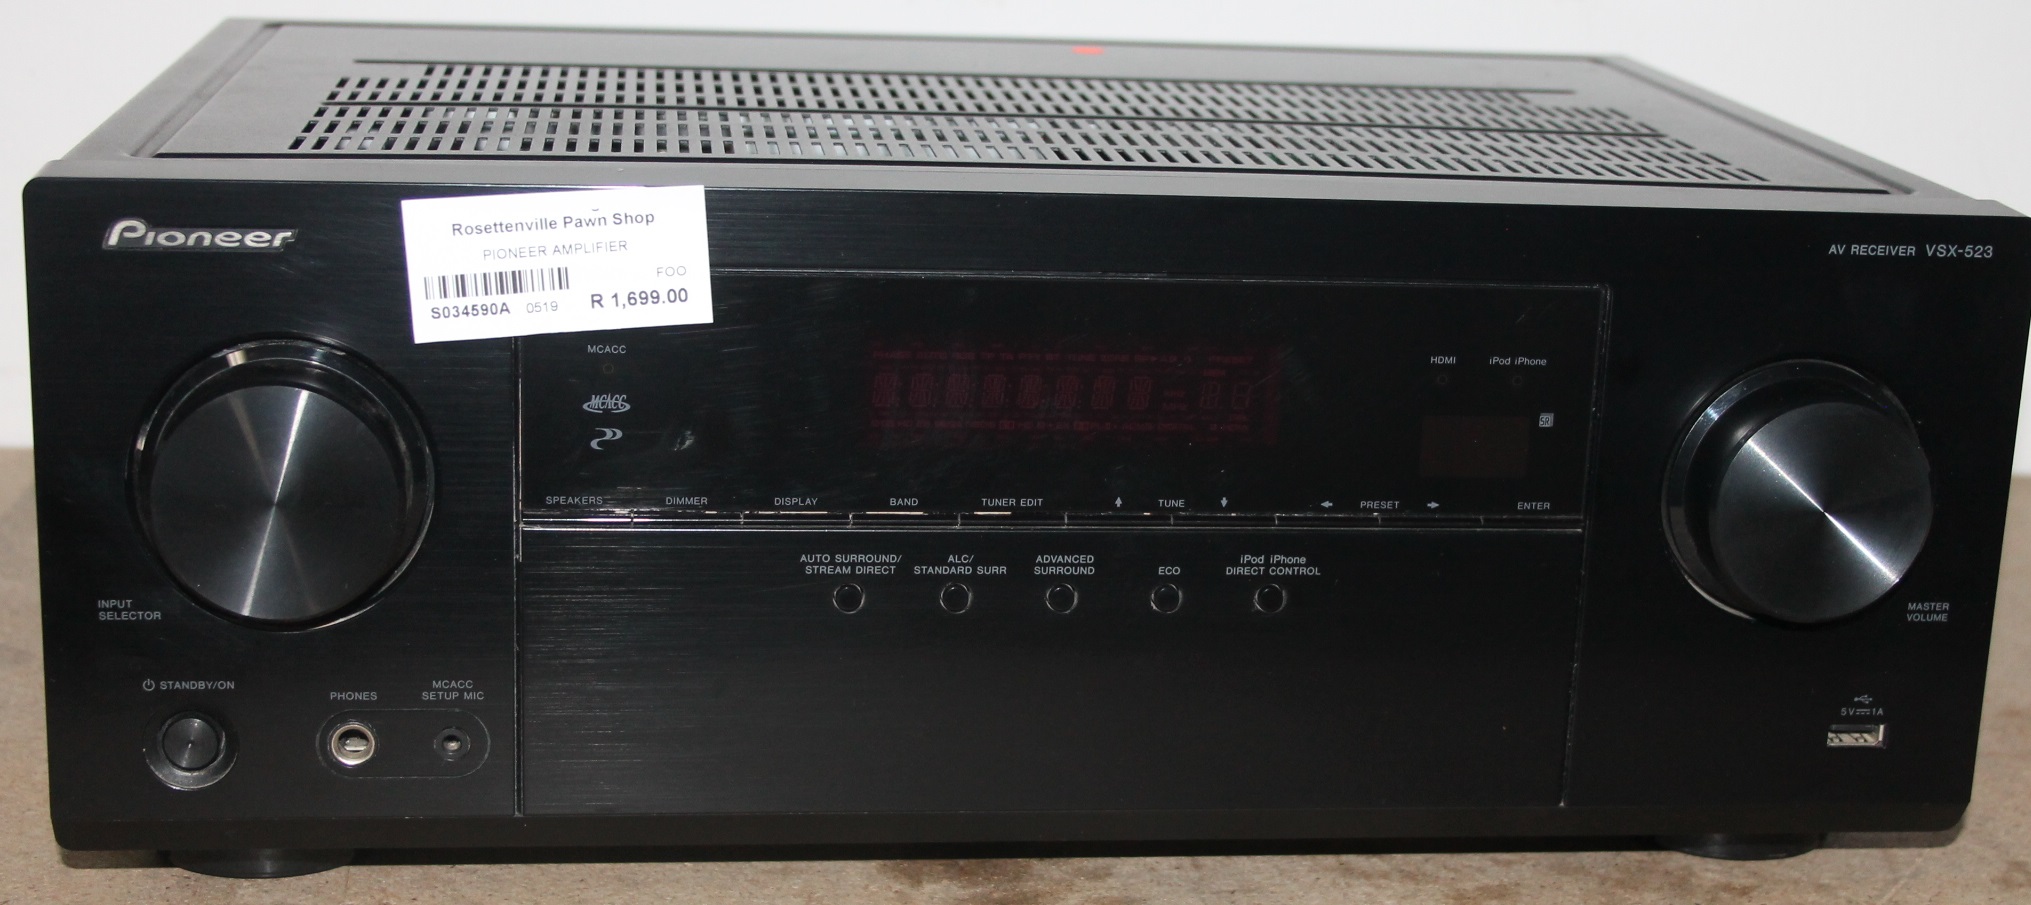 Pioneer
Rosettenville Pawn Shop
PIONEER AMPLIFIER
FOO
S034590A 0519 R 1,699.00
AV RECEIVER VSX-523
MCACC
MCACC
HDMI iPod iPhone
SR
SPEAKERS DIMMER DISPLAY BAND TUNER EDIT TUNE PRESET ENTER
AUTO SURROUND/
STREAM DIRECT
ALC/
STANDARD SURR
ADVANCED
SURROUND
ECO
iPod iPhone
DIRECT CONTROL
INPUT
SELECTOR
MASTER
VOLUME
STANDBY/ON
PHONES
MCACC
SETUP MIC
5V 1A